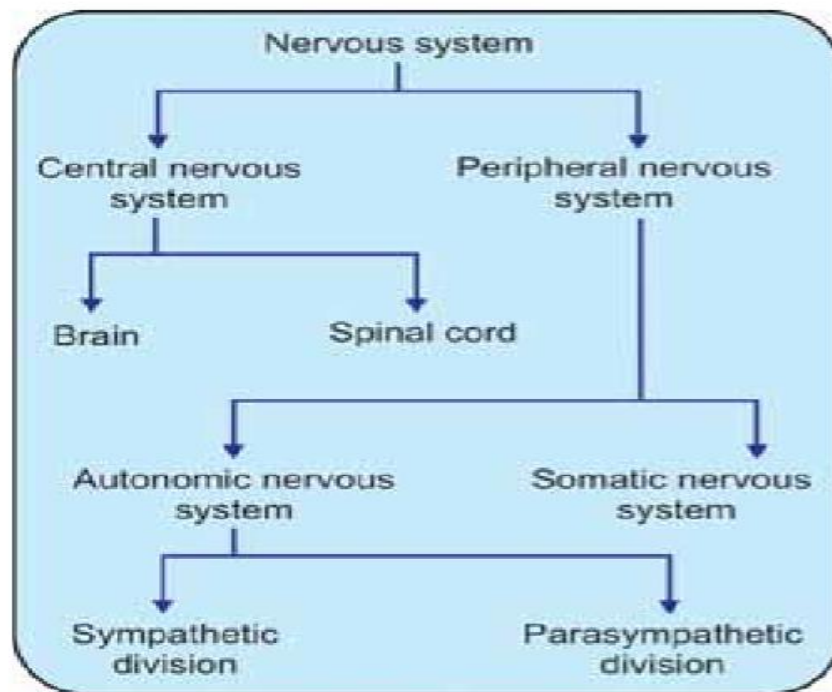 Nervous system
Central nervous
system
Peripheral nervous
system
Brain
Spinal cord
Autonomic nervous
system
Somatic nervous
system
Sympathetic
division
Parasympathetic
division